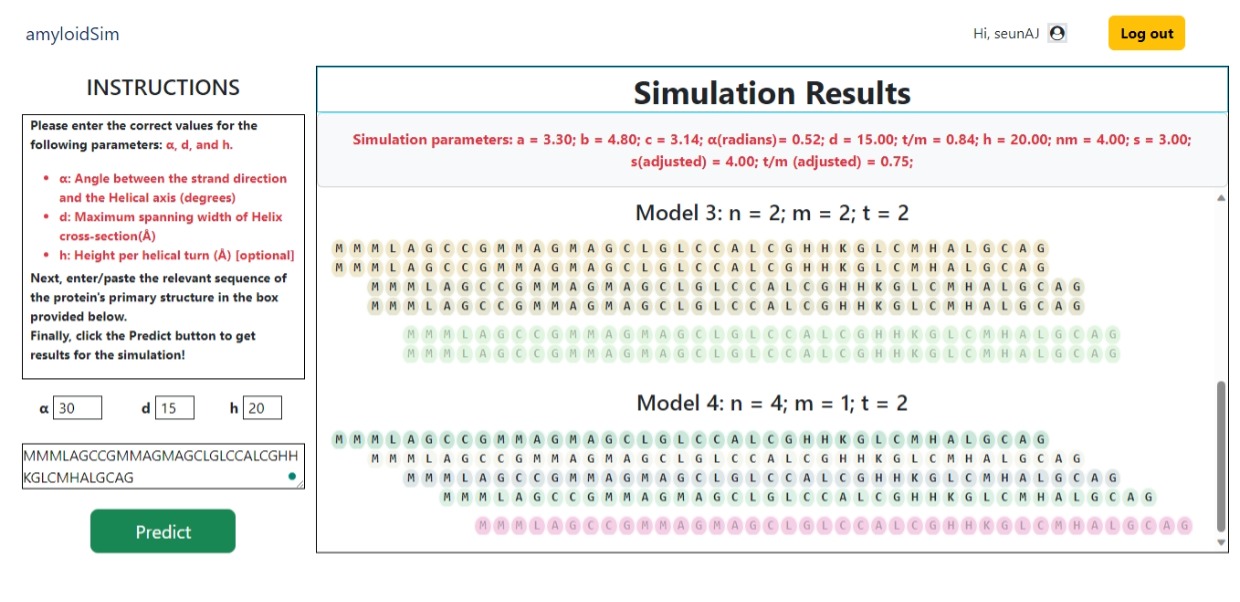 amyloidSim
Hi, seunAJ
Log out
INSTRUCTIONS
Please enter the correct values for the
following parameters: α, d, and h.
• α: Angle between the strand direction
and the Helical axis (degrees)
• d: Maximum spanning width of Helix
cross-section(Å)
• h: Height per helical turn (Å) [optional]
Next, enter/paste the relevant sequence of
the protein's primary structure in the box
provided below.
Finally, click the Predict button to get
results for the simulation!
α 30 d 15 h 20
MMMLAGCCGMMAGMAGCLGLCCALCGHH
KGLCMHALGCAG
Predict
Simulation Results
Simulation parameters: a = 3.30; b = 4.80; c = 3.14; α(radians)= 0.52; d = 15.00; t/m = 0.84; h = 20.00; nm = 4.00; s = 3.00;
s(adjusted) = 4.00; t/m (adjusted) = 0.75;
Model 3: n = 2; m = 2; t = 2
M M M L A G C C G M M A G M A G C L G L C C A L C G H H K G L C M H A L G C A G
M M M L A G C C G M M A G M A G C L G L C C A L C G H H K G L C M H A L G C A G
M M M L A G C C G M M A G M A G C L G L C C A L C G H H K G L C M H A L G C A G
M M M L A G C C G M M A G M A G C L G L C C A L C G H H K G L C M H A L G C A G
M M M L A G C C G M M A G M A G C L G L C C A L C G H H K G L C M H A L G C A G
M M M L A G C C G M M A G M A G C L G L C C A L C G H H K G L C M H A L G C A G
Model 4: n = 4; m = 1; t = 2
M M M L A G C C G M M A G M A G C L G L C C A L C G H H K G L C M H A L G C A G
M M M L A G C C G M M A G M A G C L G L C C A L C G H H K G L C M H A L G C A G
M M M L A G C C G M M A G M A G C L G L C C A L C G H H K G L C M H A L G C A G
M M M L A G C C G M M A G M A G C L G L C C A L C G H H K G L C M H A L G C A G
M M M L A G C C G M M A G M A G C L G L C C A L C G H H K G L C M H A L G C A G